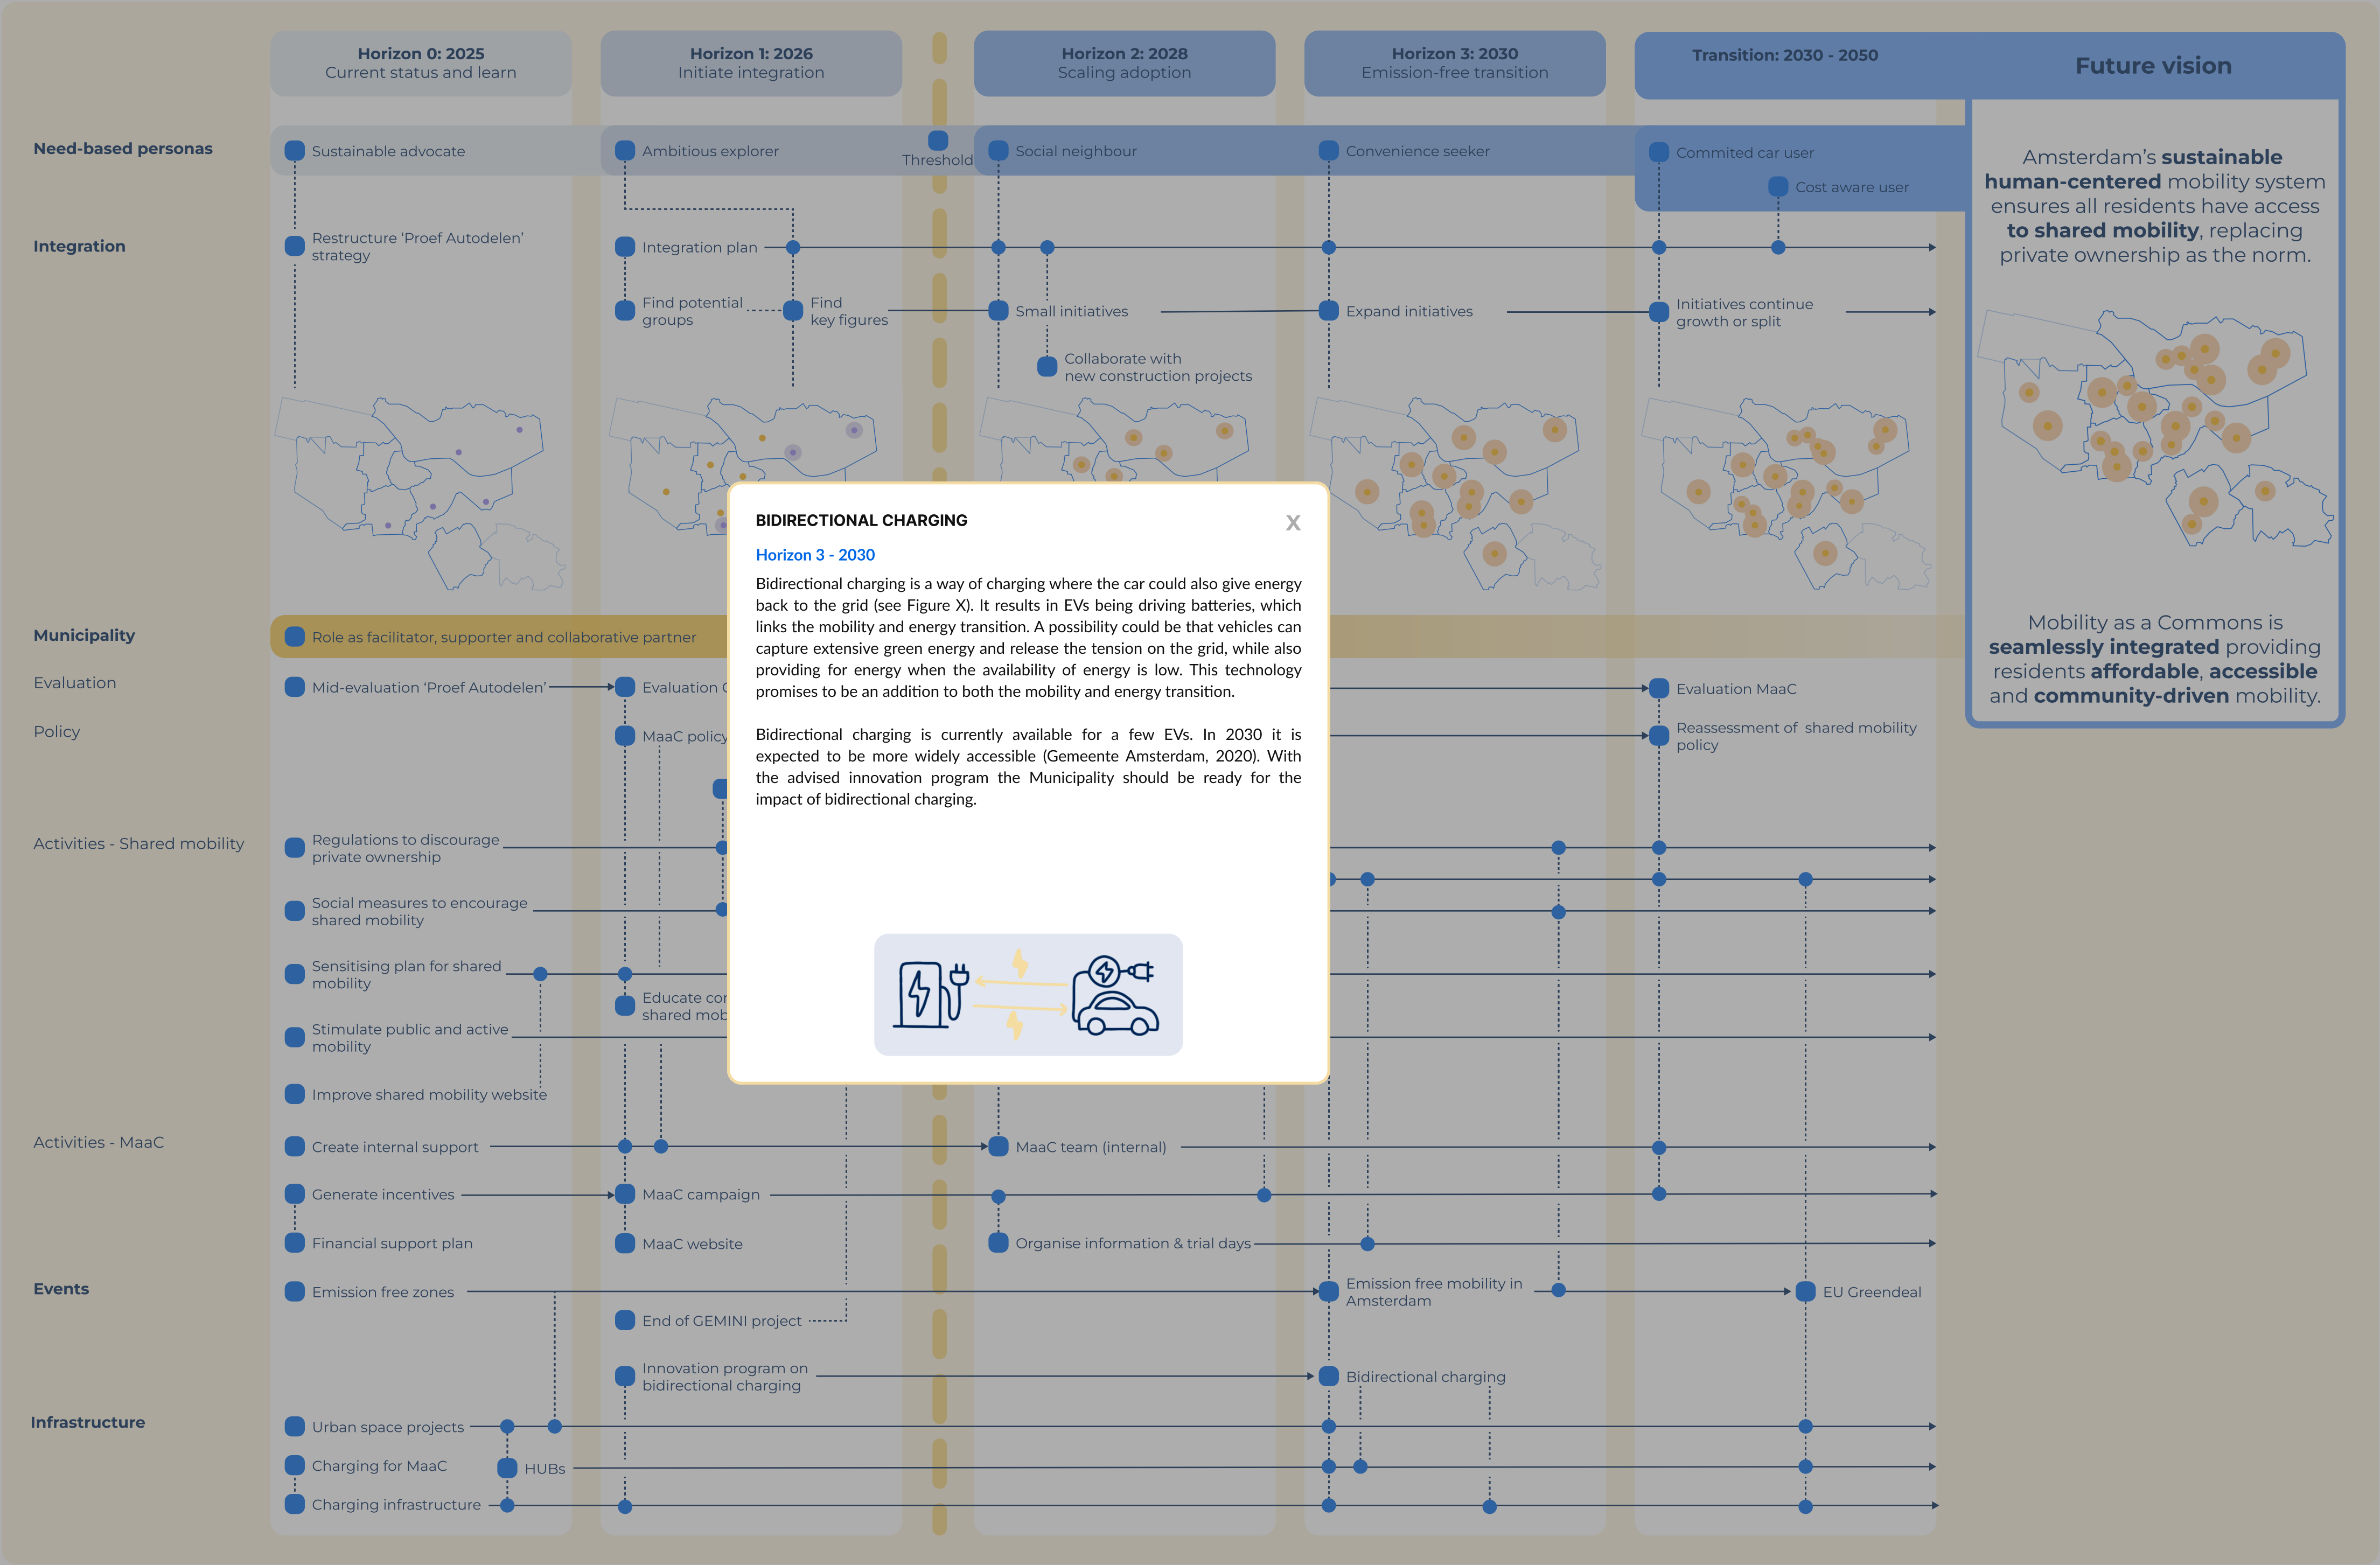 Horizon 0: 2025
Current status and learn
Horizon 1: 2026
Initiate integration
Horizon 2: 2028
Scaling adoption
Horizon 3: 2030
Emission-free transition
Transition: 2030 - 2050
Future vision
Need-based personas
Sustainable advocate
Ambitious explorer
Threshold
Social neighbour
Convenience seeker
Commited car user
Cost aware user
Amsterdam's sustainable
human-centered mobility system
ensures all residents have access
to shared mobility, replacing
private ownership as the norm.
Integration
Restructure ‘Proef Autodelen’
strategy
Integration plan
Find potential
groups
Find
key figures
Small initiatives
Expand initiatives
Initiatives continue
growth or split
Collaborate with
new construction projects
BIDIRECTIONAL CHARGING
X
Horizon 3 - 2030
Bidirectional charging is a way of charging where the car could also give energy
back to the grid (see Figure X). It results in EVs being driving batteries, which
links the mobility and energy transition. A possibility could be that vehicles can
capture extensive green energy and release the tension on the grid, while also
providing for energy when the availability of energy is low. This technology
promises to be an addition to both the mobility and energy transition.
Bidirectional charging is currently available for a few EVs. In 2030 it is
expected to be more widely accessible (Gemeente Amsterdam, 2020). With
the advised innovation program the Municipality should be ready for the
impact of bidirectional charging.
Municipality
Role as facilitator, supporter and collaborative partner
Mobility as a Commons is
seamlessly integrated providing
residents affordable, accessible
and community-driven mobility.
Evaluation
Mid-evaluation ‘Proef Autodelen’
Evaluation
Evaluation MaaC
Policy
MaaC policy
Reassessment of shared mobility
policy
Activities - Shared mobility
Regulations to discourage
private ownership
Social measures to encourage
shared mobility
Sensitising plan for shared
mobility
Educate
shared
Stimulate public and active
mobility
Improve shared mobility website
Activities - MaaC
Create internal support
MaaC team (internal)
Generate incentives
MaaC campaign
Financial support plan
MaaC website
Organise information & trial days
Events
Emission free zones
Emission free mobility in
Amsterdam
EU Greendeal
End of GEMINI project
Innovation program on
bidirectional charging
Bidirectional charging
Infrastructure
Urban space projects
Charging for MaaC
HUBs
Charging infrastructure